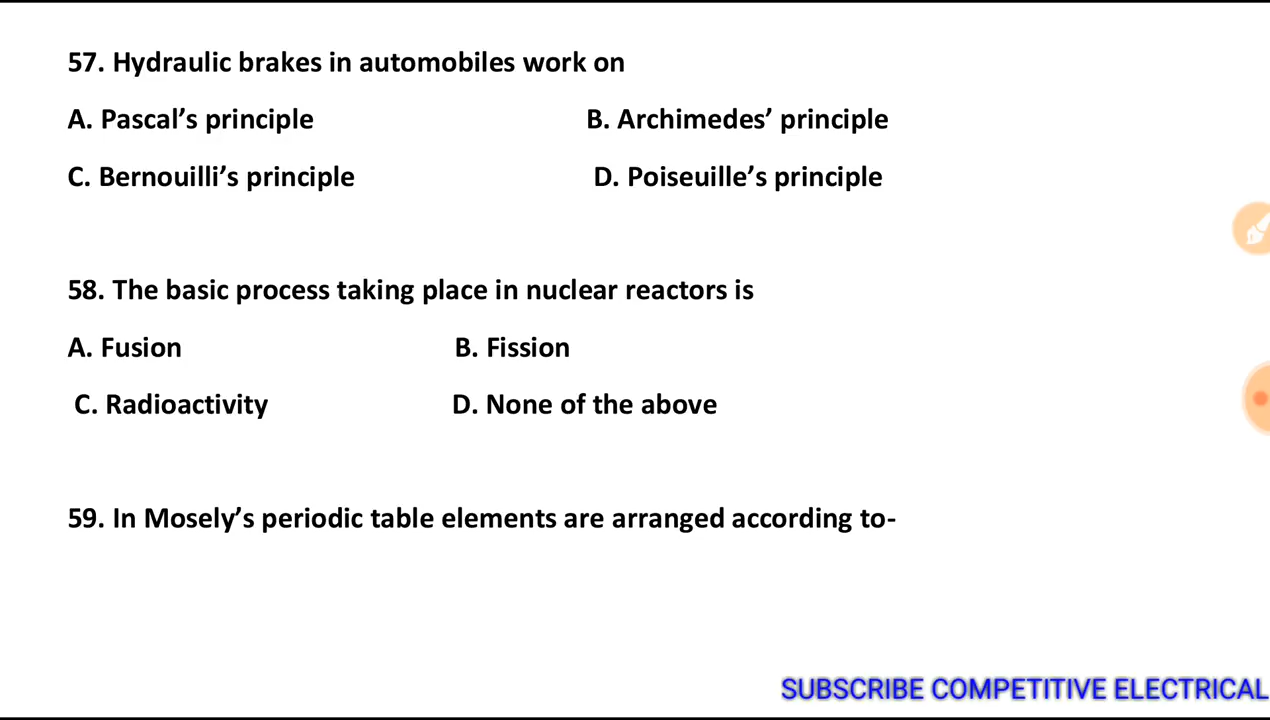 57. Hydraulic brakes in automobiles work on
A. Pascal’s principle B. Archimedes’ principle
C. Bernouilli’s principle D. Poiseuille’s principle
58. The basic process taking place in nuclear reactors is
A. Fusion B. Fission
C. Radioactivity D. None of the above
59. In Mosely’s periodic table elements are arranged according to-
SUBSCRIBE COMPETITIVE ELECTRICAL